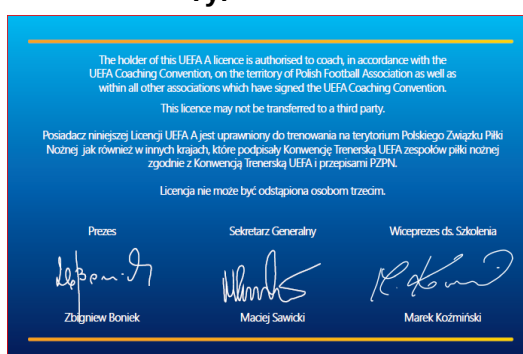 The holder of this UEFA A licence is authorised to coach, in accordance with the
UEFA Coaching Convention, on the territory of Polish Football Association as well as
within all other associations which have signed the UEFA Coaching Convention.
This licence may not be transferred to a third party.
Posiadacz niniejszej Licencji UEFA A jest uprawniony do trenowania na terytorium Polskiego Związku Piłki
Nożnej jak również w innych krajach, które podpisały Konwencję Trenerską UEFA zespołów piłki nożnej
zgodnie z Konwencją Trenerską UEFA i przepisami PZPN.
Licencja nie może być odstąpiona osobom trzecim.
Prezes Sekretarz Generalny Wiceprezes ds. Szkolenia
Zbigniew Boniek Maciej Sawicki Marek Koźmiński